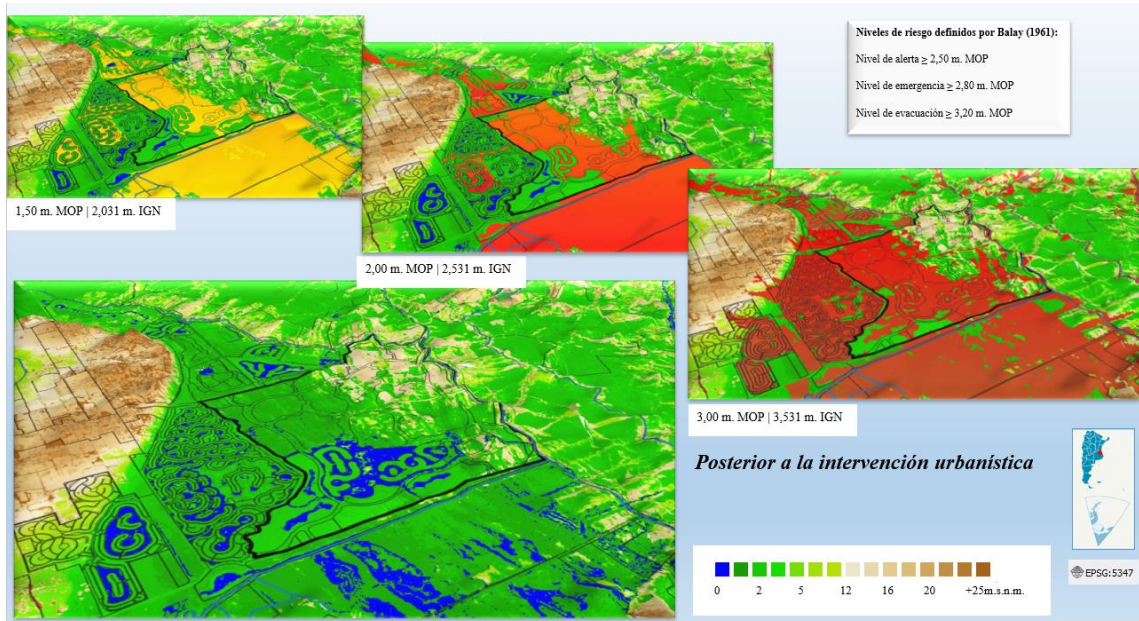 Niveles de riesgo definidos por Balay (1961):
Nivel de alerta ≥ 2,50 m. MOP
Nivel de emergencia ≥ 2,80 m. MOP
Nivel de evacuación ≥ 3,20 m. MOP
1,50 m. MOP | 2,031 m. IGN
2,00 m. MOP | 2,531 m. IGN
3,00 m. MOP | 3,531 m. IGN
Posterior a la intervención urbanística
0 2 5 12 16 20 +25m.s.n.m.
EPSG:5347